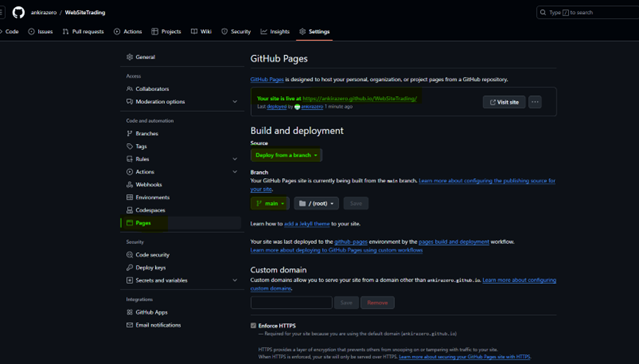 ankirazero / WebSiteTrading
Type / to search
Code Issues Pull requests Actions Projects Wiki Security Insights Settings
General
Access
Collaborators
Moderation options
Code and automation
Branches
Tags
Rules
Actions
Webhooks
Environments
Codespaces
Pages
Security
Code security
Deploy keys
Secrets and variables
Integrations
GitHub Apps
Email notifications
GitHub Pages
GitHub Pages is designed to host your personal, organization, or project pages from a GitHub repository.
Your site is live at https://ankirazero.github.io/WebSiteTrading/
Last deployed by ankirazero 1 minute ago
Visit site
Build and deployment
Source
Deploy from a branch
Branch
Your GitHub Pages site is currently being built from the main branch. Learn more about configuring the publishing source for
your site.
main / (root) Save
Learn how to add a Jekyll theme to your site.
Your site was last deployed to the github-pages environment by the pages build and deployment workflow.
Learn more about deploying to GitHub Pages using custom workflows
Custom domain
Custom domains allow you to serve your site from a domain other than ankirazero.github.io. Learn more about configuring
custom domains.
Save Remove
Enforce HTTPS
— Required for your site because you are using the default domain (ankirazero.github.io)
HTTPS provides a layer of encryption that prevents others from snooping on or tampering with traffic to your site.
When HTTPS is enforced, your site will only be served over HTTPS. Learn more about securing your GitHub Pages site with HTTPS.